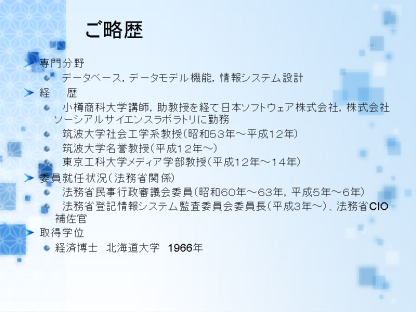 ご略歴
専門分野
データベース，データモデル機能，情報システム設計
経　歴
小樽商科大学講師，助教授を経て日本ソフトウェア株式会社，株式会社
ソーシアルサイエンスラボラトリに勤務
筑波大学社会工学系教授（昭和５３年～平成１２年）
筑波大学名誉教授（平成１２年～）
東京工科大学メディア学部教授（平成１２年～１４年）
委員就任状況（法務省関係）
法務省民事行政審議会委員（昭和６０年～６３年，平成５年～６年）
法務省登記情報システム監査委員会委員長（平成３年～）．法務省CIO
補佐官
取得学位
経済博士　北海道大学　1966年